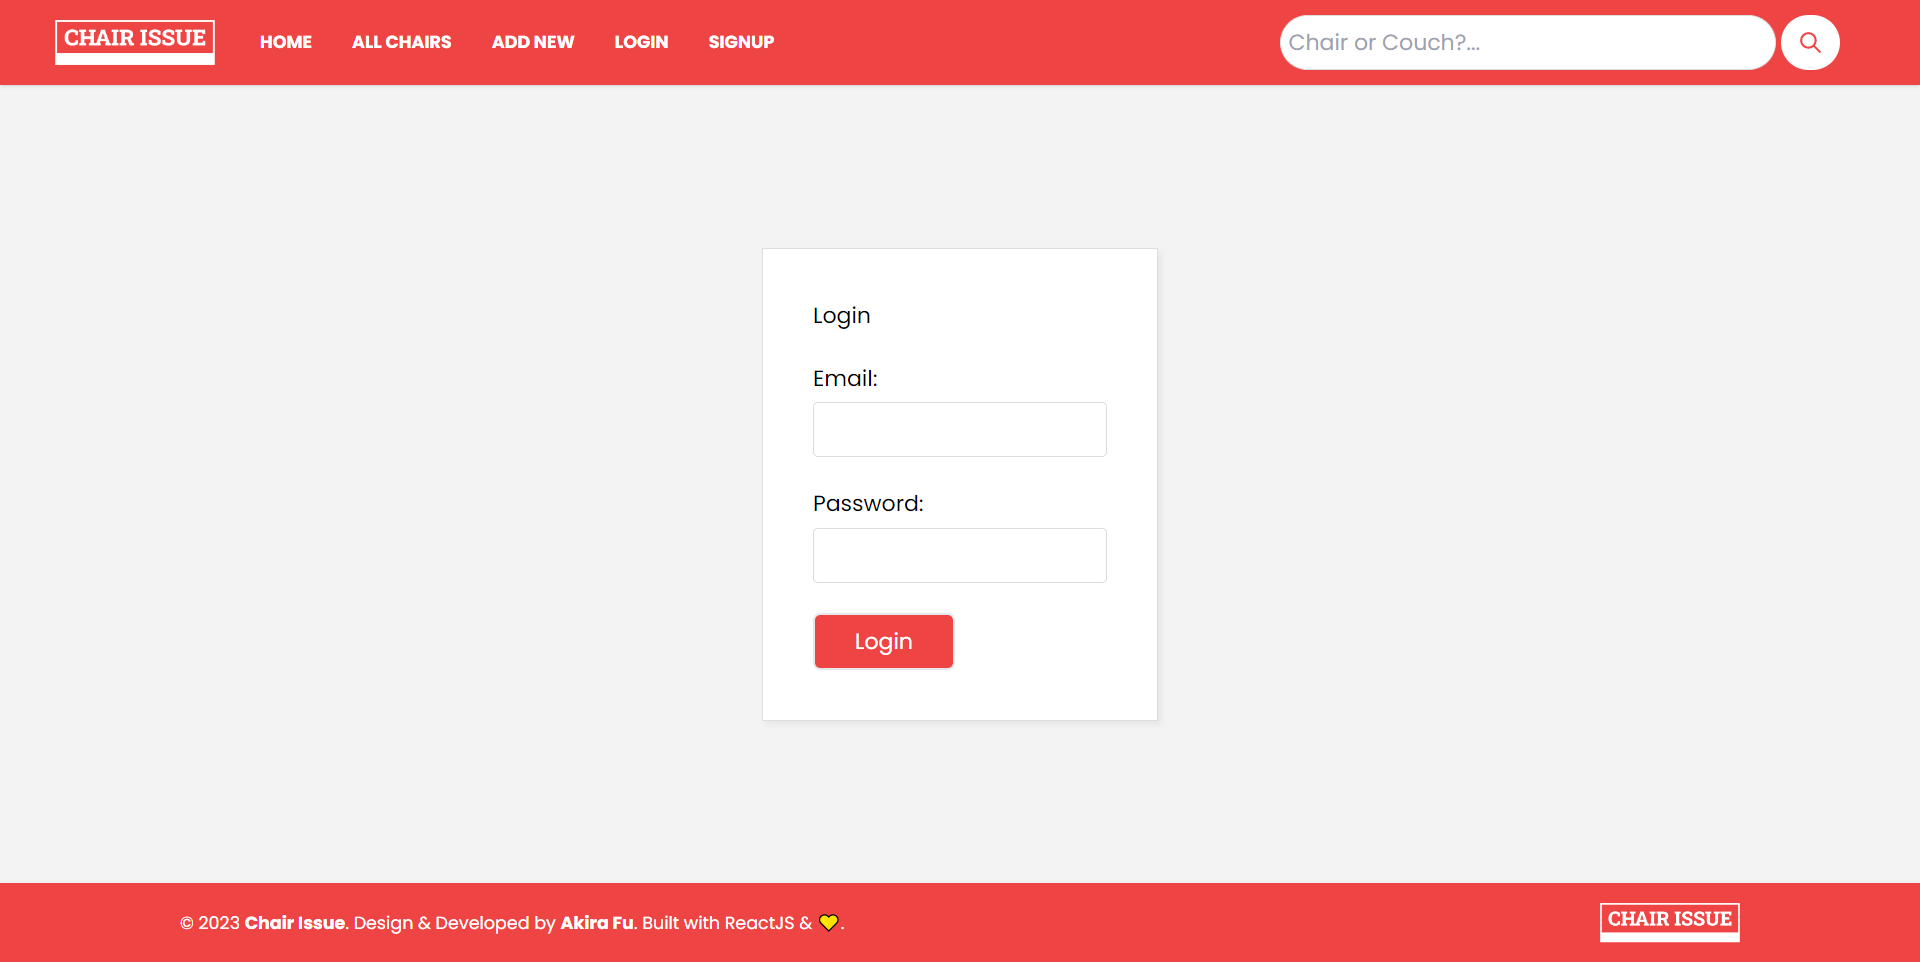 CHAIR ISSUE
HOME ALL CHAIRS ADD NEW LOGIN SIGNUP
Chair or Couch?...
Login
Email:
Password:
Login
© 2023 Chair Issue. Design & Developed by Akira Fu. Built with ReactJS & 💛.
CHAIR ISSUE